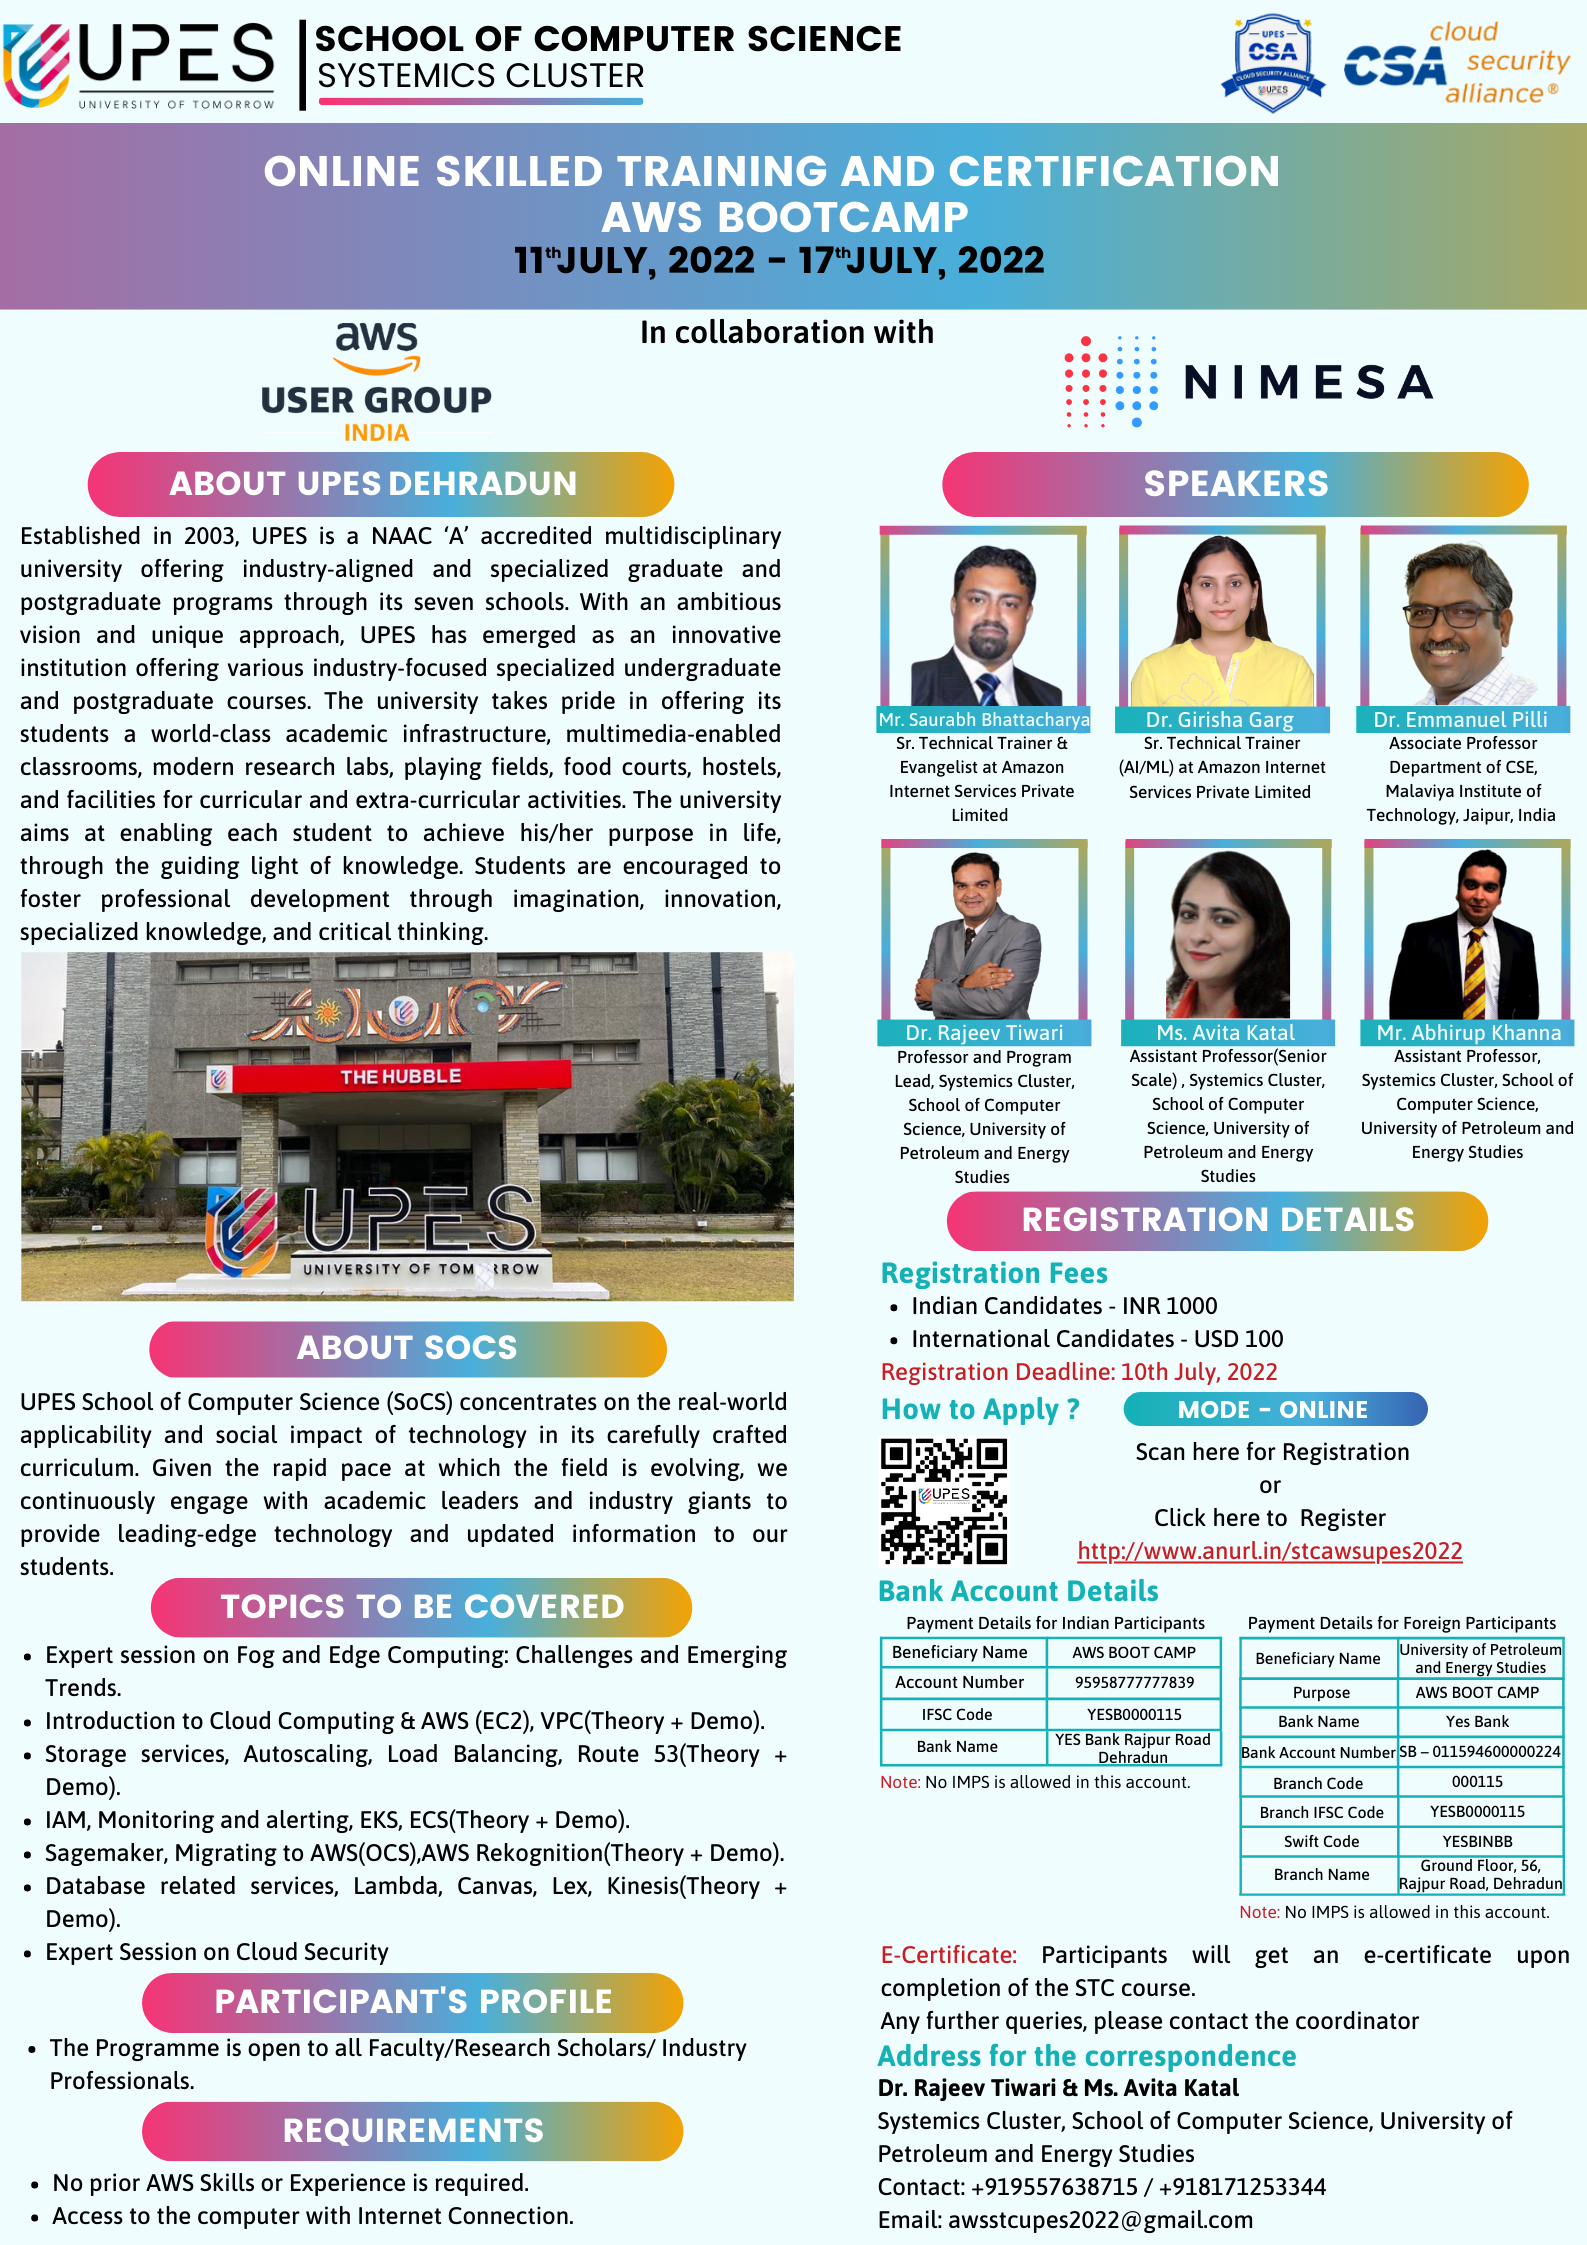 UPES
UNIVERSITY OF TOMORROW
SCHOOL OF COMPUTER SCIENCE
SYSTEMICS CLUSTER
UPES
CSA
CLOUD SECURITY ALLIANCE
UPES
CSA cloud
security
alliance®
ONLINE SKILLED TRAINING AND CERTIFICATION
AWS BOOTCAMP
11thJULY, 2022 - 17thJULY, 2022
In collaboration with
aws
USER GROUP
INDIA
NIMESA
ABOUT UPES DEHRADUN
Established in 2003, UPES is a NAAC ‘A’ accredited multidisciplinary
university offering industry-aligned and specialized graduate and
postgraduate programs through its seven schools. With an ambitious
vision and unique approach, UPES has emerged as an innovative
institution offering various industry-focused specialized undergraduate
and postgraduate courses. The university takes pride in offering its
students a world-class academic infrastructure, multimedia-enabled
classrooms, modern research labs, playing fields, food courts, hostels,
and facilities for curricular and extra-curricular activities. The university
aims at enabling each student to achieve his/her purpose in life,
through the guiding light of knowledge. Students are encouraged to
foster professional development through imagination, innovation,
specialized knowledge, and critical thinking.
THE HUBBLE
UPES
UNIVERSITY OF TOM RROW
ABOUT SOCS
UPES School of Computer Science (SoCS) concentrates on the real-world
applicability and social impact of technology in its carefully crafted
curriculum. Given the rapid pace at which the field is evolving, we
continuously engage with academic leaders and industry giants to
provide leading-edge technology and updated information to our
students.
TOPICS TO BE COVERED
• Expert session on Fog and Edge Computing: Challenges and Emerging
Trends.
• Introduction to Cloud Computing & AWS (EC2), VPC(Theory + Demo).
• Storage services, Autoscaling, Load Balancing, Route 53(Theory +
Demo).
• IAM, Monitoring and alerting, EKS, ECS(Theory + Demo).
• Sagemaker, Migrating to AWS(OCS),AWS Rekognition(Theory + Demo).
• Database related services, Lambda, Canvas, Lex, Kinesis(Theory +
Demo).
• Expert Session on Cloud Security
PARTICIPANT'S PROFILE
• The Programme is open to all Faculty/Research Scholars/ Industry
Professionals.
REQUIREMENTS
• No prior AWS Skills or Experience is required.
• Access to the computer with Internet Connection.
SPEAKERS
Mr. Saurabh Bhattacharya
Sr. Technical Trainer &
Evangelist at Amazon
Internet Services Private
Limited
Dr. Girisha Garg
Sr. Technical Trainer
(AI/ML) at Amazon Internet
Services Private Limited
Dr. Emmanuel Pilli
Associate Professor
Department of CSE,
Malaviya Institute of
Technology, Jaipur, India
Dr. Rajeev Tiwari
Professor and Program
Lead, Systemics Cluster,
School of Computer
Science, University of
Petroleum and Energy
Studies
Ms. Avita Katal
Assistant Professor(Senior
Scale) , Systemics Cluster,
School of Computer
Science, University of
Petroleum and Energy
Studies
Mr. Abhirup Khanna
Assistant Professor,
Systemics Cluster, School of
Computer Science,
University of Petroleum and
Energy Studies
REGISTRATION DETAILS
Registration Fees
• Indian Candidates - INR 1000
• International Candidates - USD 100
Registration Deadline: 10th July, 2022
How to Apply ?
MODE - ONLINE
UPES
Scan here for Registration
or
Click here to Register
http://www.anurl.in/stcawsupes2022
Bank Account Details
Payment Details for Indian Participants
Beneficiary Name AWS BOOT CAMP
Account Number 95958777777839
IFSC Code YESB0000115
Bank Name YES Bank Rajpur Road
Dehradun
Note: No IMPS is allowed in this account.
Payment Details for Foreign Participants
Beneficiary Name University of Petroleum
and Energy Studies
Purpose AWS BOOT CAMP
Bank Name Yes Bank
Bank Account Number SB – 011594600000224
Branch Code 000115
Branch IFSC Code YESB0000115
Swift Code YESBINBB
Branch Name Ground Floor, 56,
Rajpur Road, Dehradun
Note: No IMPS is allowed in this account.
E-Certificate: Participants will get an e-certificate upon
completion of the STC course.
Any further queries, please contact the coordinator
Address for the correspondence
Dr. Rajeev Tiwari & Ms. Avita Katal
Systemics Cluster, School of Computer Science, University of
Petroleum and Energy Studies
Contact: +919557638715 / +918171253344
Email: awsstcupes2022@gmail.com